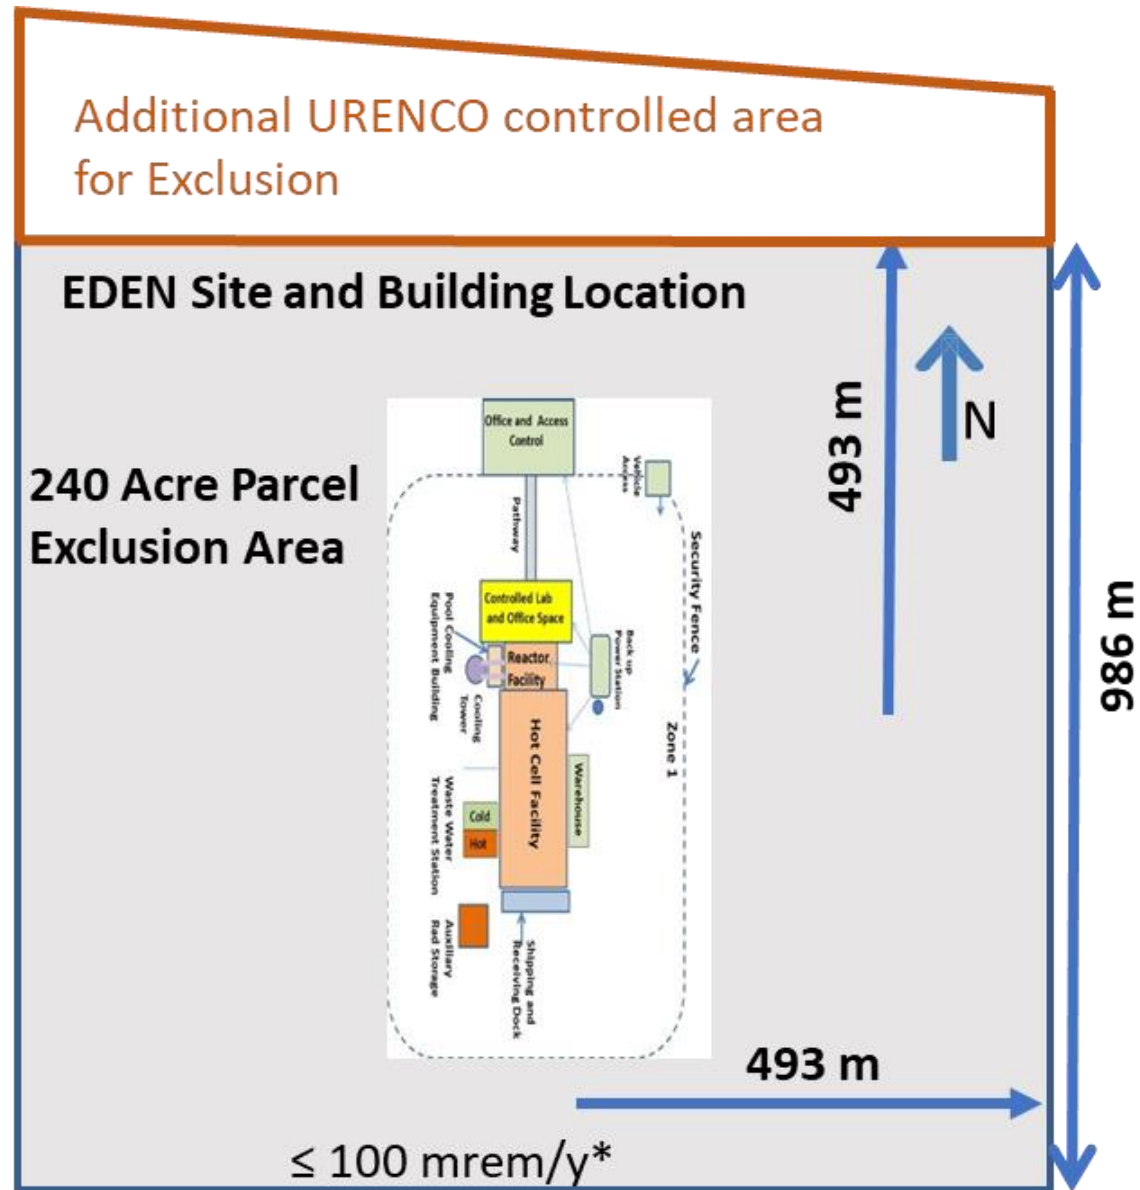 Additional URENCO controlled area
for Exclusion
EDEN Site and Building Location
240 Acre Parcel
Exclusion Area
493 m
N
986 m
Office and Access
Control
Vehicle
Access
Pathway
Security Fence
Controlled Lab
and Office Space
Pool Cooling
Equipment Building
Reactor
Facility
Back up
Power Station
Cooling
Tower
Zone 1
Hot Cell Facility
Warehouse
Waste Water
Treatment Station
Cold
Hot
Auxiliary
Rad Storage
Shipping and
Receiving Dock
493 m
≤ 100 mrem/y*